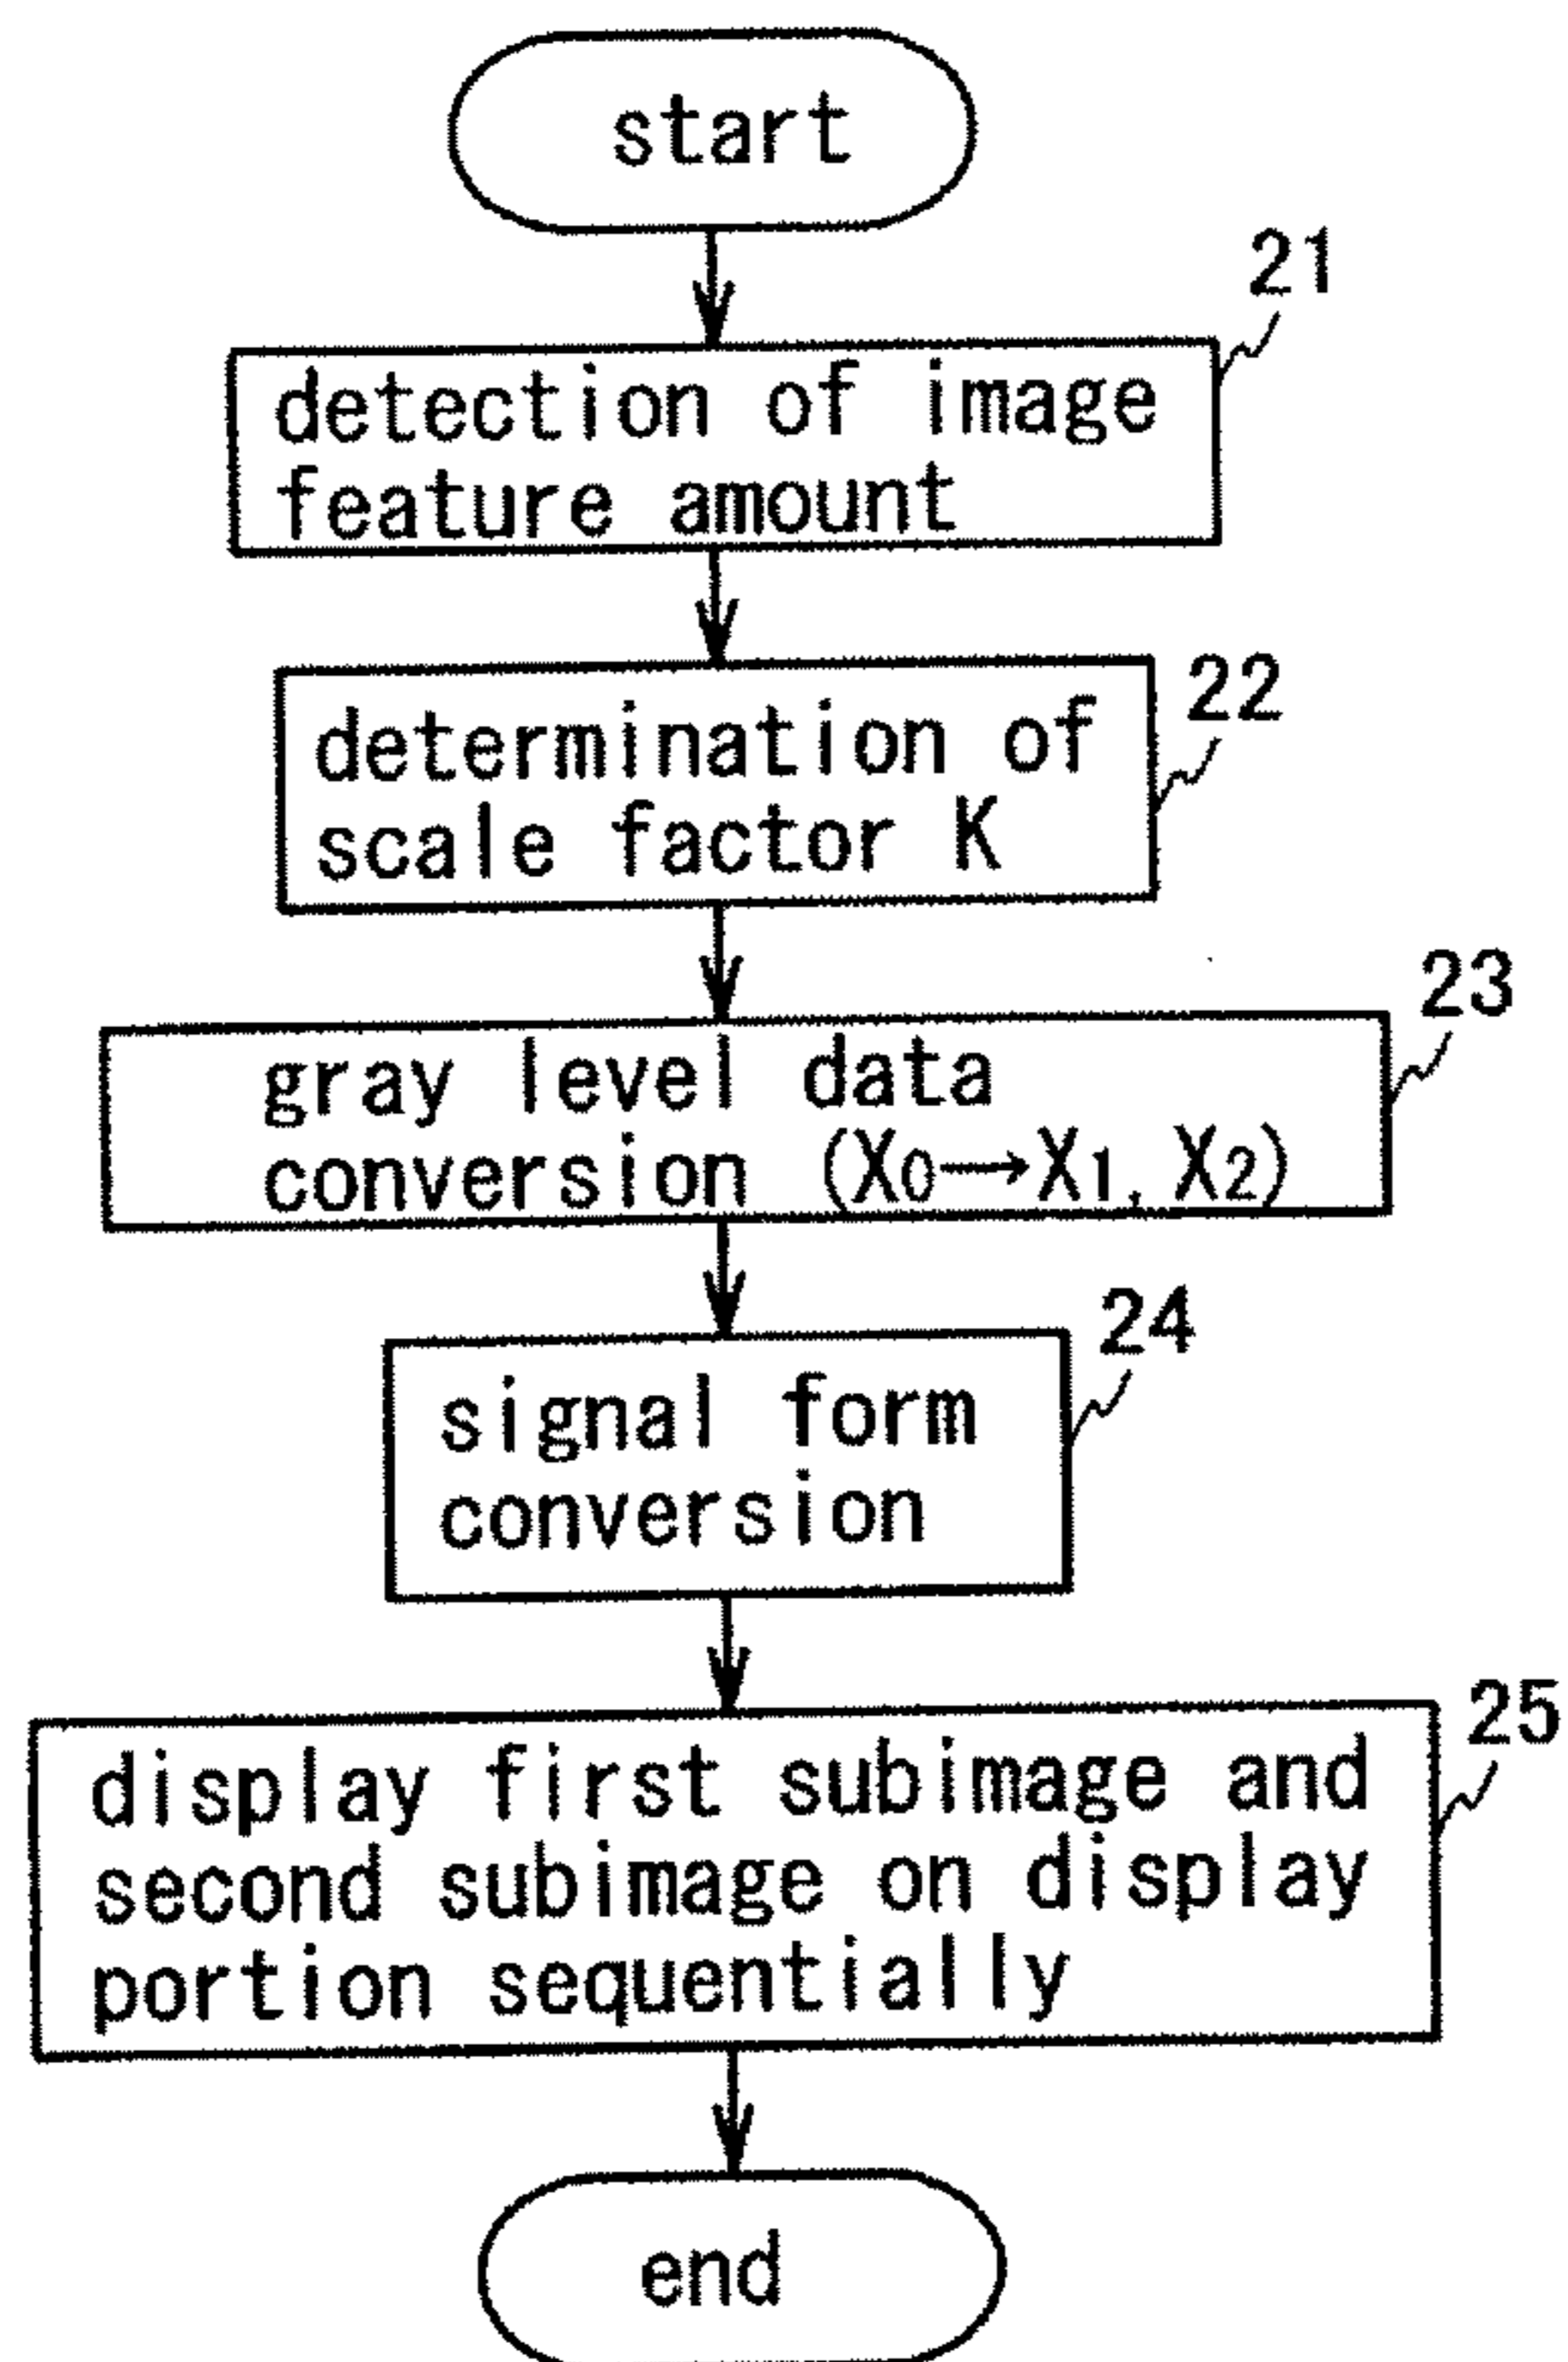 start
21
detection of image
feature amount
22
determination of
scale factor K
23
gray level data
conversion (X0→X1, X2)
24
signal form
conversion
25
display first subimage and
second subimage on display
portion sequentially
end